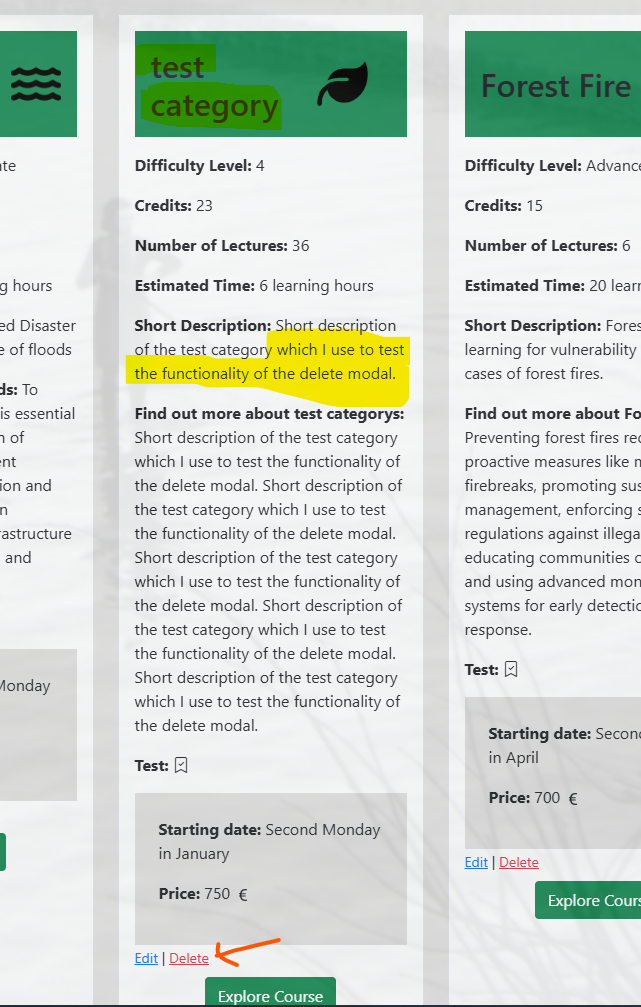 ate
g hours
ed Disaster
e of floods
ds: To
is essential
n of
ent
ion and
n
rastructure
and
Monday
test
category
Difficulty Level: 4
Credits: 23
Number of Lectures: 36
Estimated Time: 6 learning hours
Short Description: Short description
of the test category which I use to test
the functionality of the delete modal.
Find out more about test categorys:
Short description of the test category
which I use to test the functionality of
the delete modal. Short description of
the test category which I use to test
the functionality of the delete modal.
Short description of the test category
which I use to test the functionality of
the delete modal. Short description of
the test category which I use to test
the functionality of the delete modal.
Short description of the test category
which I use to test the functionality of
the delete modal.
Test:
Starting date: Second Monday
in January
Price: 750 €
Edit | Delete
Explore Course
Forest Fire
Difficulty Level: Advance
Credits: 15
Number of Lectures: 6
Estimated Time: 20 learn
Short Description: Fores
learning for vulnerability
cases of forest fires.
Find out more about Fo
Preventing forest fires rec
proactive measures like m
firebreaks, promoting sus
management, enforcing s
regulations against illega
educating communities o
and using advanced mon
systems for early detectio
response.
Test:
Starting date: Secon
in April
Price: 700 €
Edit | Delete
Explore Cours